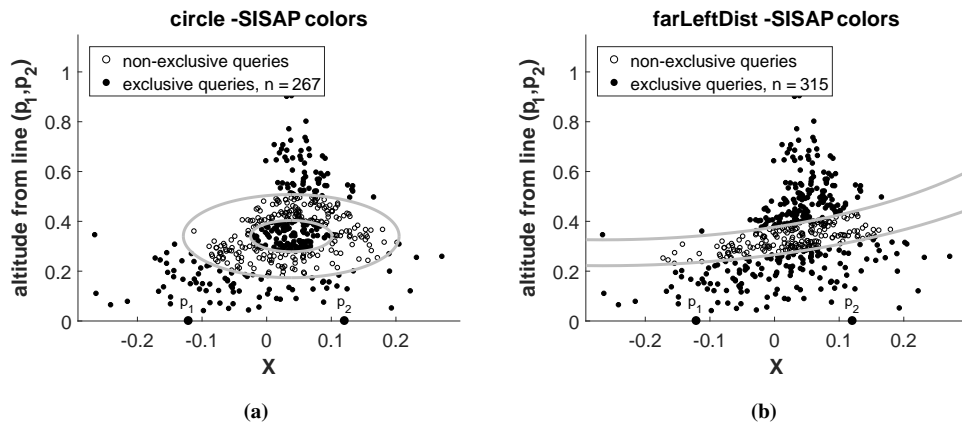 circle -SISAP colors
altitude from line (p1,p2)
1
0.8
0.6
0.4
0.2
0
non-exclusive queries
exclusive queries, n = 267
p1
p2
-0.2
-0.1
0
0.1
0.2
X
(a)
farLeftDist -SISAP colors
altitude from line (p1,p2)
1
0.8
0.6
0.4
0.2
0
non-exclusive queries
exclusive queries, n = 315
p1
p2
-0.2
-0.1
0
0.1
0.2
X
(b)